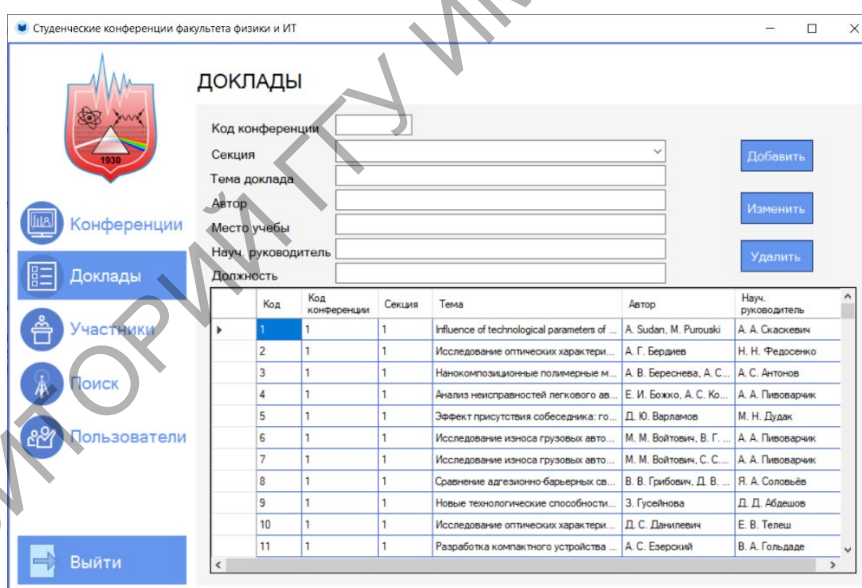 Студенческие конференции факультета физики и ИТ
ДОКЛАДЫ
1930
Конференции
Доклады
Участники
Поиск
Пользователи
Выйти
Код конференции
Секция
Тема доклада
Автор
Место учебы
Науч. руководитель
Должность
Добавить
Изменить
Удалить
Код Код конференции Секция Тема Автор Науч. руководитель
1 1 1 Influence of technological parameters of ... A. Sudan, M. Purouski А. А. Скаскевич
2 1 1 Исследование оптических характери... А. Г. Бердиев Н. Н. Федосенко
3 1 1 Нанокомпозиционные полимерные м... А. В. Береснева, А. С... А. С. Антонов
4 1 1 Анализ неисправностей легкового ав... Е. И. Божко, А. С. Ко... А. А. Пивоварчик
5 1 1 Эффект присутствия собеседника: го... Д. Ю. Варламов М. Н. Дудак
6 1 1 Исследование износа грузовых авто... М. М. Войтович, В. Г. ... А. А. Пивоварчик
7 1 1 Исследование износа грузовых авто... М. М. Войтович, С. С.... А. А. Пивоварчик
8 1 1 Сравнение адгезионно-барьерных св... В. В. Грибович, Д. В. ... Я. А. Соловьёв
9 1 1 Новые технологические способности... З. Гусейнова Д. Д. Абдешов
10 1 1 Исследование оптических характери... Д. С. Данилевич Е. В. Телеш
11 1 1 Разработка компактного устройства ... А. С. Езерский В. А. Гольдаде
ИТОРИЙ ГГУ ИМ